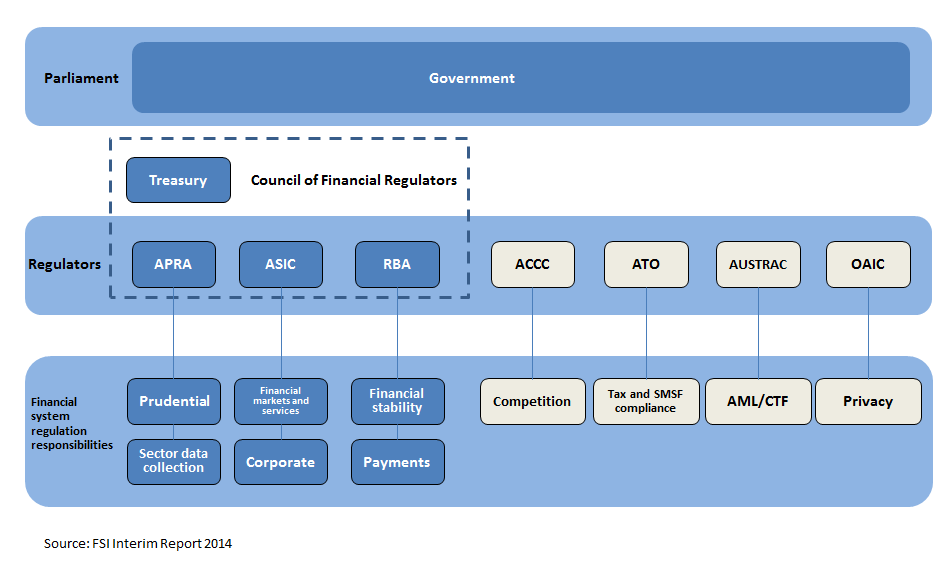 Parliament
Government
Treasury
Council of Financial Regulators
Regulators
APRA
ASIC
RBA
ACCC
ATO
AUSTRAC
OAIC
Financial
system
regulation
responsibilities
Prudential
Financial
markets and
services
Financial
stability
Competition
Tax and SMSF
compliance
AML/CTF
Privacy
Sector data
collection
Corporate
Payments
Source: FSI Interim Report 2014